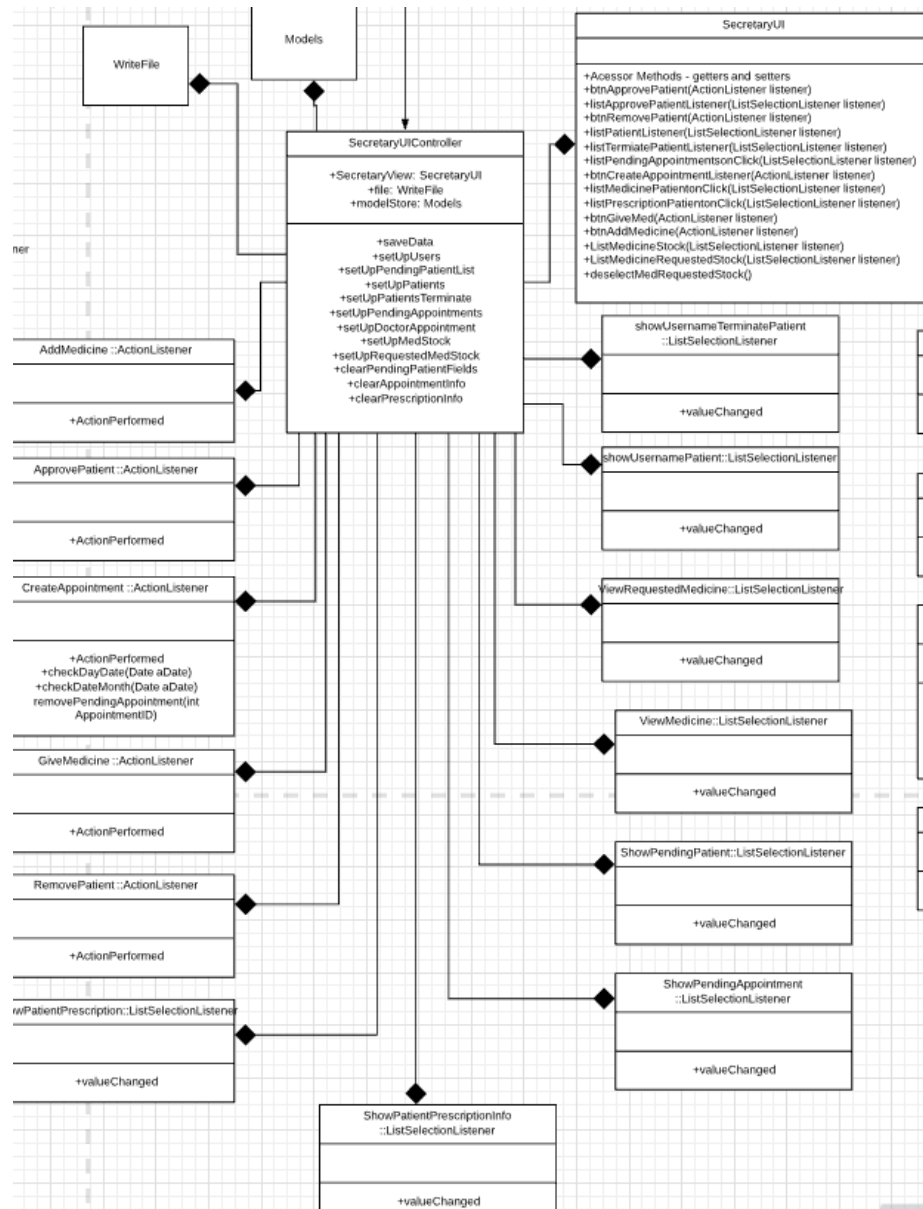 WriteFile
Models
SecretaryUI
+Acessor Methods - getters and setters
+btnApprovePatient(ActionListener listener)
+listApprovePatientListener(ListSelectionListener listener)
+btnRemovePatient(ActionListener listener)
+listPatientListener(ListSelectionListener listener)
+listTermiatePatientListener(ListSelectionListener listener)
+listPendingAppointmentsonClick(ListSelectionListener listener)
+btnCreateAppointmentListener(ActionListener listener)
+listMedicinePatientonClick(ListSelectionListener listener)
+listPrescriptionPatientonClick(ListSelectionListener listener)
+btnGiveMed(ActionListener listener)
+btnAddMedicine(ActionListener listener)
+ListMedicineStock(ListSelectionListener listener)
+ListMedicineRequestedStock(ListSelectionListener listener)
+deselectMedRequestedStock()
SecretaryUIController
+SecretaryView: SecretaryUI
+file: WriteFile
+modelStore: Models
+saveData
+setUpUsers
+setUpPendingPatientList
+setUpPatients
+setUpPatientsTerminate
+setUpPendingAppointments
+setUpDoctorAppointment
+setUpMedStock
+setUpRequestedMedStock
+clearPendingPatientFields
+clearAppointmentInfo
+clearPrescriptionInfo
ner
AddMedicine ::ActionListener
+ActionPerformed
ApprovePatient ::ActionListener
+ActionPerformed
CreateAppointment ::ActionListener
+ActionPerformed
+checkDayDate(Date aDate)
+checkDateMonth(Date aDate)
removePendingAppointment(int
AppointmentID)
GiveMedicine ::ActionListener
+ActionPerformed
RemovePatient ::ActionListener
+ActionPerformed
owPatientPrescription::ListSelectionListener
+valueChanged
showUsernameTerminatePatient
::ListSelectionListener
+valueChanged
showUsernamePatient::ListSelectionListener
+valueChanged
ViewRequestedMedicine::ListSelectionListener
+valueChanged
ViewMedicine::ListSelectionListener
+valueChanged
ShowPendingPatient::ListSelectionListener
+valueChanged
ShowPendingAppointment
::ListSelectionListener
+valueChanged
ShowPatientPrescriptionInfo
::ListSelectionListener
+valueChanged